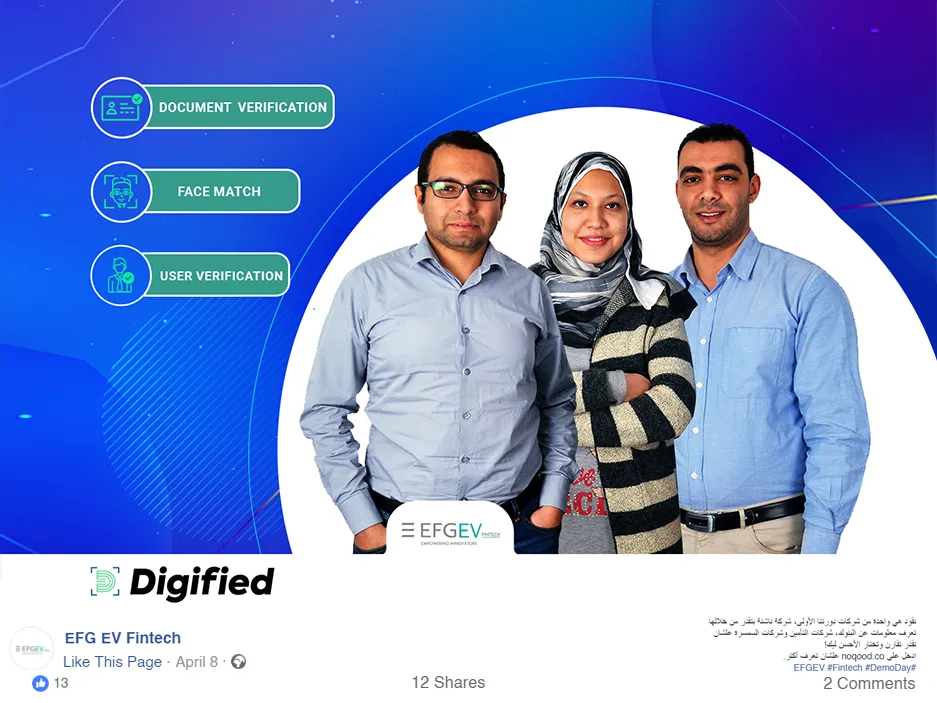 DOCUMENT VERIFICATION
FACE MATCH
USER VERIFICATION
EFGEV FINTECH
EMPOWERING INNOVATORS
Digified
EFG EV Fintech
Like This Page · April 8 ·
13
12 Shares
نقود هي واحدة من شركات دورتنا الأولى، شركة ناشئة بتقدر من خلالها
تعرف معلومات عن البنوك، شركات التأمين وشركات السمسرة علشان
تقدر تقارن وتختار الأحسن ليك!
ادخل على noqood.co علشان تعرف أكتر.
EFGEV #Fintech #DemoDay#
2 Comments